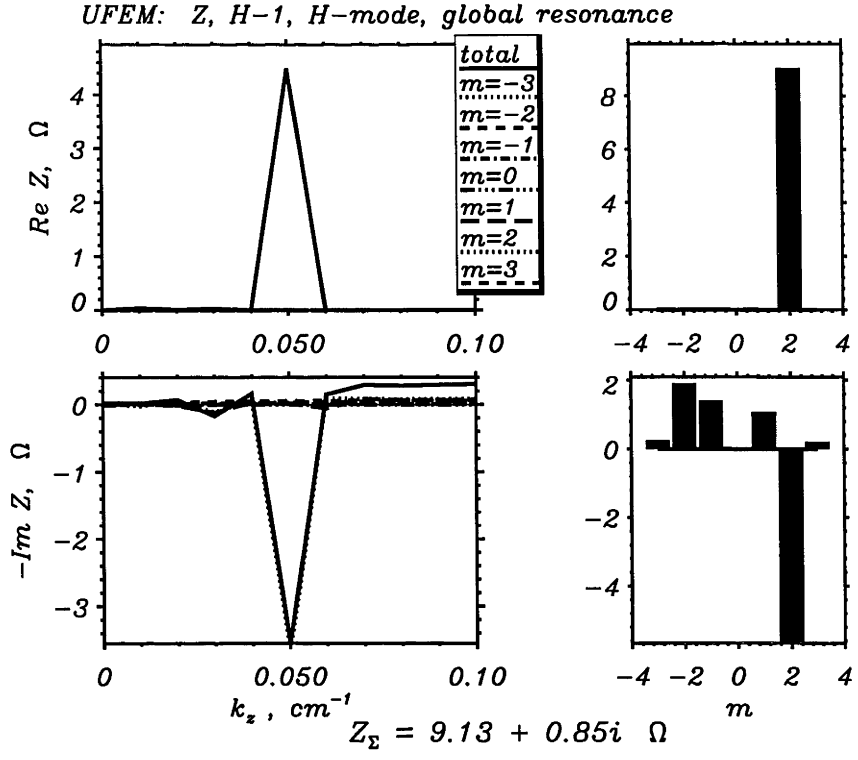 UFEM: Z, H-1, H-mode, global resonance
Re Z, Ω
4
3
2
1
0
0
0.050
0.10
total
m=-3
m=-2
m=-1
m=0
m=1
m=2
m=3
8
6
4
2
0
-4 -2 0 2 4
-Im Z, Ω
0
-1
-2
-3
0
0.050
0.10
k_z , cm^-1
2
0
-2
-4
-4 -2 0 2 4
m
Z_Σ = 9.13 + 0.85i Ω